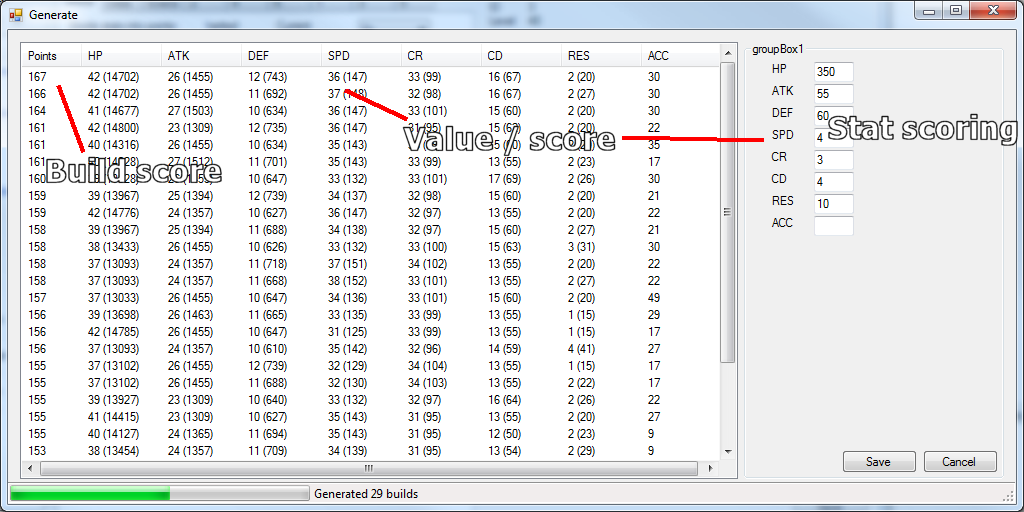 Generate
Points HP ATK DEF SPD CR CD RES ACC
167 42 (14702) 26 (1455) 12 (743) 36 (147) 33 (99) 16 (67) 2 (20) 30
166 42 (14702) 26 (1455) 11 (692) 37 (148) 32 (98) 16 (67) 2 (27) 30
164 41 (14677) 27 (1503) 10 (634) 36 (147) 33 (101) 15 (60) 2 (20) 30
161 42 (14800) 23 (1309) 12 (735) 36 (147) 31 (95) 15 2 (20) 22
161 40 (14316) 26 (1455) 10 (634) 35 (143) 35
161 27 (1512) 11 (701) 35 (143) 33 (99) 13 (55) 2 (23) 17
160 10 (647) 33 (132) 33 (101) 17 (69) 2 (26) 30
159 39 (13967) 25 (1394) 12 (739) 34 (137) 32 (98) 15 (60) 2 (20) 21
159 42 (14776) 24 (1357) 10 (627) 36 (147) 32 (97) 13 (55) 2 (20) 22
158 39 (13967) 25 (1394) 11 (688) 34 (138) 32 (97) 15 (60) 2 (27) 21
158 38 (13433) 26 (1455) 10 (626) 33 (132) 33 (100) 15 (63) 3 (31) 30
158 37 (13093) 24 (1357) 11 (718) 37 (151) 34 (102) 13 (55) 2 (20) 22
158 37 (13093) 24 (1357) 11 (668) 38 (152) 33 (101) 13 (55) 2 (27) 22
157 37 (13033) 26 (1455) 10 (647) 34 (136) 33 (101) 15 (60) 2 (20) 49
156 39 (13698) 26 (1463) 11 (665) 33 (135) 33 (99) 13 (55) 1 (15) 29
156 42 (14785) 26 (1455) 10 (647) 31 (125) 33 (99) 13 (55) 1 (15) 17
156 37 (13093) 24 (1357) 10 (610) 35 (142) 32 (96) 14 (59) 4 (41) 27
155 37 (13102) 26 (1455) 12 (739) 32 (129) 34 (104) 13 (55) 1 (15) 17
155 37 (13102) 26 (1455) 11 (688) 32 (130) 34 (103) 13 (55) 2 (22) 17
155 39 (13927) 26 (1455) 10 (640) 33 (132) 32 (97) 16 (64) 2 (26) 22
155 41 (14415) 23 (1309) 10 (627) 35 (143) 31 (95) 13 (55) 2 (20) 27
155 40 (14127) 24 (1365) 11 (694) 35 (143) 31 (95) 12 (50) 2 (23) 9
153 38 (13454) 24 (1357) 11 (709) 34 (139) 31 (95) 13 (54) 2 (29) 9
Build score
Value / score
Stat scoring
groupBox1
HP 350
ATK 55
DEF 60
SPD 4
CR 3
CD 4
RES 10
ACC
Save Cancel
Generated 29 builds